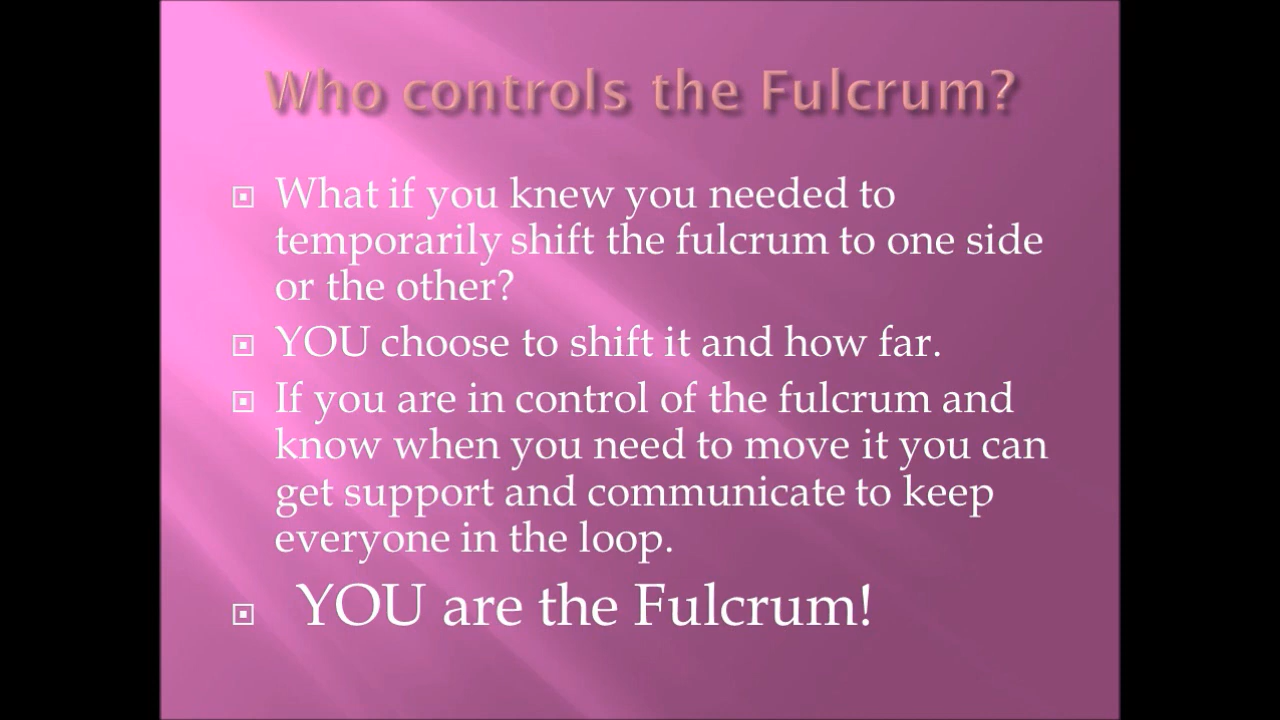 Who controls the Fulcrum?
What if you knew you needed to
temporarily shift the fulcrum to one side
or the other?
YOU choose to shift it and how far.
If you are in control of the fulcrum and
know when you need to move it you can
get support and communicate to keep
everyone in the loop.
YOU are the Fulcrum!